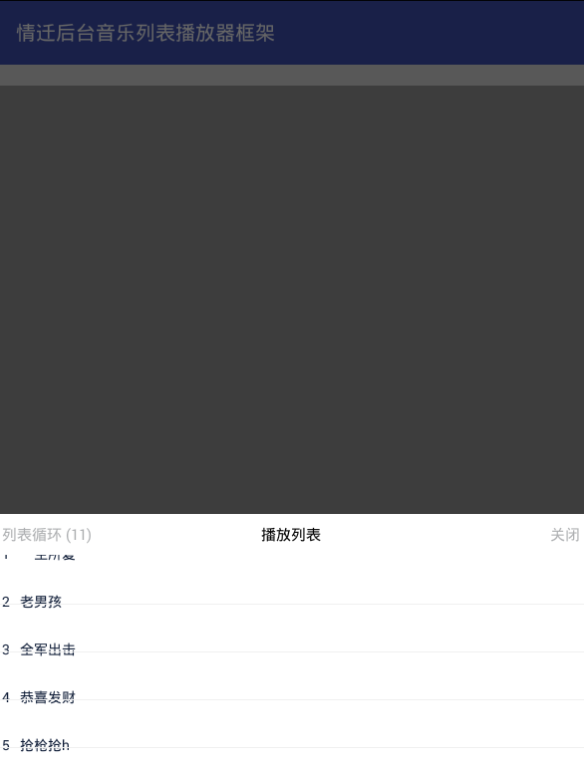 情迁后台音乐列表播放器框架
列表循环 (11) 播放列表 关闭
2 老男孩
3 全军出击
4 恭喜发财
5 抢枪抢h